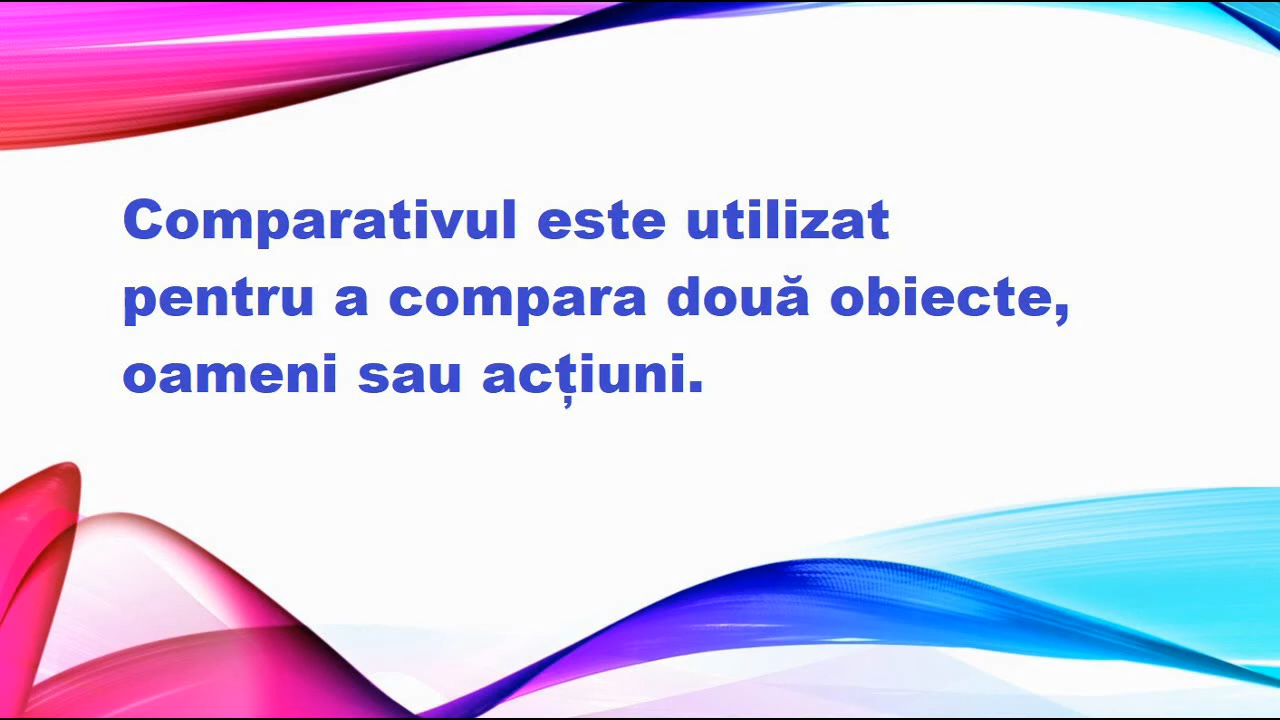 Comparativul este utilizat
pentru a compara două obiecte,
oameni sau acțiuni.